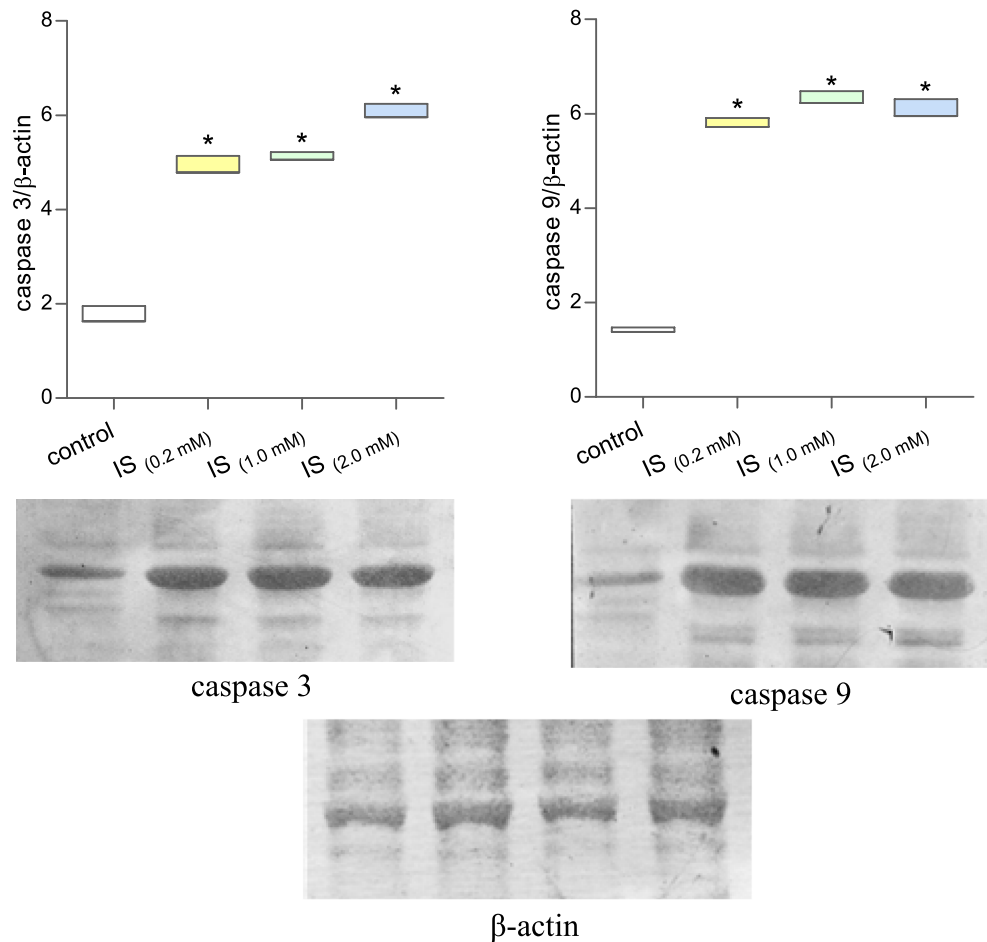 caspase 3/β-actin
8
6
4
2
0
*
*
*
control
IS (0.2 mM)
IS (1.0 mM)
IS (2.0 mM)
caspase 9/β-actin
8
6
4
2
0
*
*
*
control
IS (0.2 mM)
IS (1.0 mM)
IS (2.0 mM)
caspase 3
caspase 9
β-actin